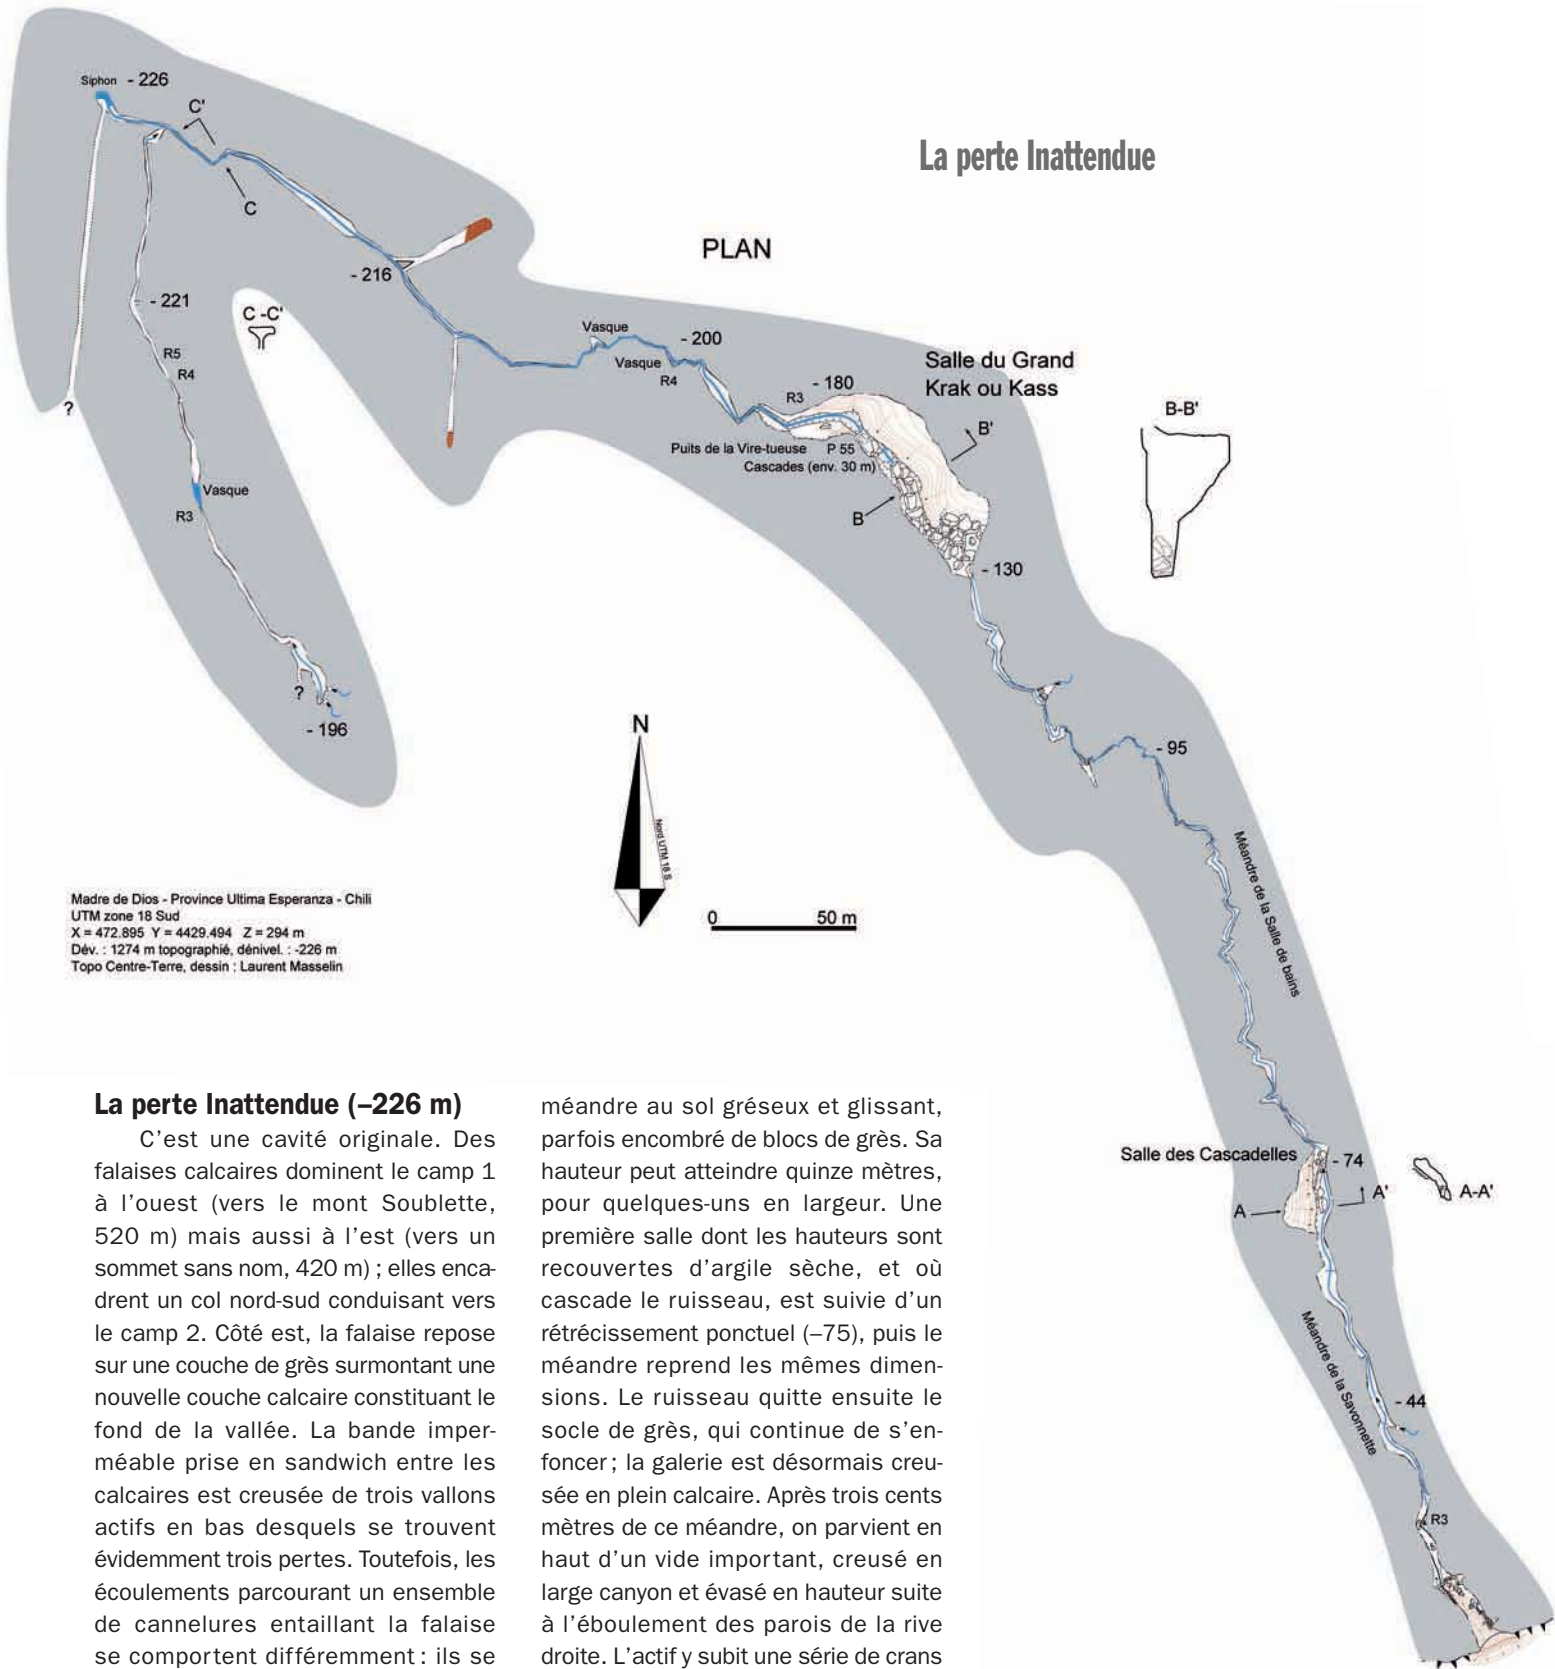 La perte Inattendue
PLAN
Siphon - 226
C'
C
- 216
- 221
C -C'
R5
R4
?
Vasque
R3
?
- 196
Vasque
Vasque
R4
- 200
R3
- 180
Salle du Grand
Krak ou Kass
B'
Puits de la Vire-tueuse P 55
Cascades (env. 30 m)
B
B-B'
- 130
- 95
Méandre de la Salle de bains
N
Nord UTM 18 S
0 50 m
Madre de Dios - Province Ultima Esperanza - Chili
UTM zone 18 Sud
X = 472.895 Y = 4429.494 Z = 294 m
Dév. : 1274 m topographié, dénivel. : -226 m
Topo Centre-Terre, dessin : Laurent Masselin
Salle des Cascadelles
- 74
A
A'
A-A'
Méandre de la Savonnette
- 44
R3
La perte Inattendue (–226 m)
C'est une cavité originale. Des
falaises calcaires dominent le camp 1
à l'ouest (vers le mont Soublette,
520 m) mais aussi à l'est (vers un
sommet sans nom, 420 m) ; elles enca-
drent un col nord-sud conduisant vers
le camp 2. Côté est, la falaise repose
sur une couche de grès surmontant une
nouvelle couche calcaire constituant le
fond de la vallée. La bande imper-
méable prise en sandwich entre les
calcaires est creusée de trois vallons
actifs en bas desquels se trouvent
évidemment trois pertes. Toutefois, les
écoulements parcourant un ensemble
de cannelures entaillant la falaise
se comportent différemment : ils se
méandre au sol gréseux et glissant,
parfois encombré de blocs de grès. Sa
hauteur peut atteindre quinze mètres,
pour quelques-uns en largeur. Une
première salle dont les hauteurs sont
recouvertes d'argile sèche, et où
cascade le ruisseau, est suivie d'un
rétrécissement ponctuel (–75), puis le
méandre reprend les mêmes dimen-
sions. Le ruisseau quitte ensuite le
socle de grès, qui continue de s'en-
foncer ; la galerie est désormais creu-
sée en plein calcaire. Après trois cents
mètres de ce méandre, on parvient en
haut d'un vide important, creusé en
large canyon et évasé en hauteur suite
à l'éboulement des parois de la rive
droite. L'actif y subit une série de crans